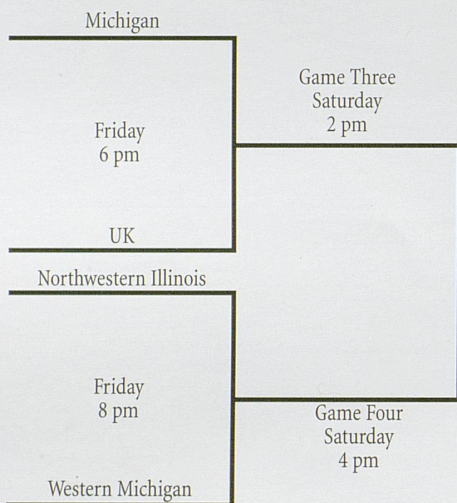 Michigan
Game Three
Saturday
2 pm
Friday
6 pm
UK
Northwestern Illinois
Friday
8 pm
Game Four
Saturday
4 pm
Western Michigan